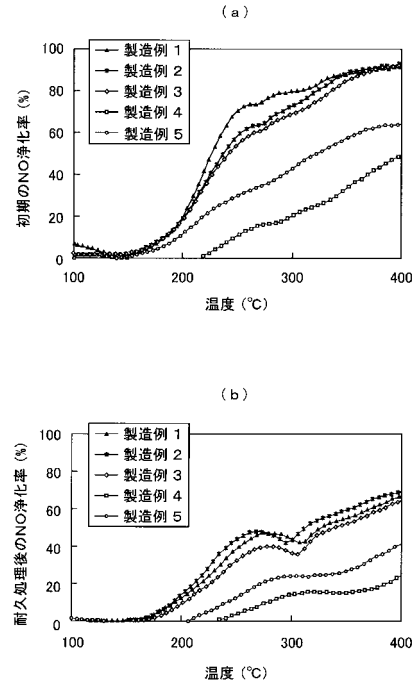 (a)
100
80
60
40
20
0
初期のNO浄化率(%)
製造例 1
製造例 2
製造例 3
製造例 4
製造例 5
100 200 300 400
温度(℃)
(b)
100
80
60
40
20
0
耐久処理後のNO浄化率(%)
製造例 1
製造例 2
製造例 3
製造例 4
製造例 5
100 200 300 400
温度(℃)